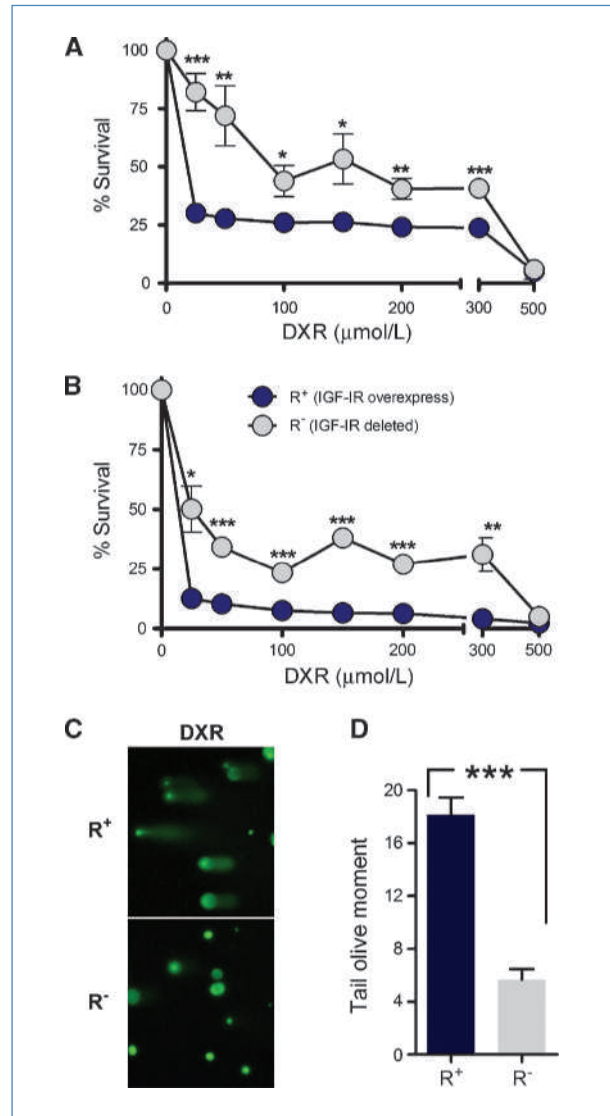 A
100
75
50
25
0
% Survival
***
**
*
*
**
***
0 100 200 300 500
DXR (μmol/L)
B
100
75
50
25
0
% Survival
R+ (IGF-IR overexpress)
R- (IGF-IR deleted)
*
***
***
***
***
**
0 100 200 300 500
DXR (μmol/L)
C
DXR
R+
R-
D
***
20
16
12
8
4
0
Tail olive moment
R+ R-